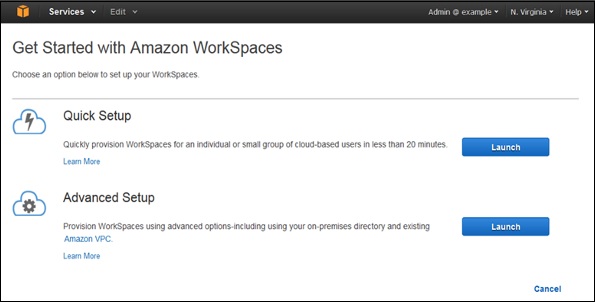 Services Edit Admin @ example N. Virginia Help
Get Started with Amazon WorkSpaces
Choose an option below to set up your WorkSpaces.
Quick Setup
Quickly provision WorkSpaces for an individual or small group of cloud-based users in less than 20 minutes.
Launch
Learn More
Advanced Setup
Provision WorkSpaces using advanced options-including using your on-premises directory and existing
Amazon VPC.
Launch
Learn More
Cancel